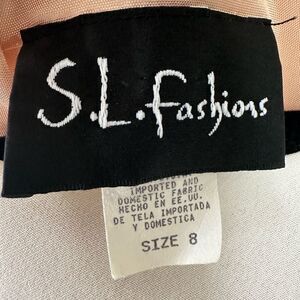 S.L. Fashions
IMPORTED AND
DOMESTIC FABRIC
HECHO EN EE.UU.
DE TELA IMPORTADA
Y DOMESTICA
SIZE 8